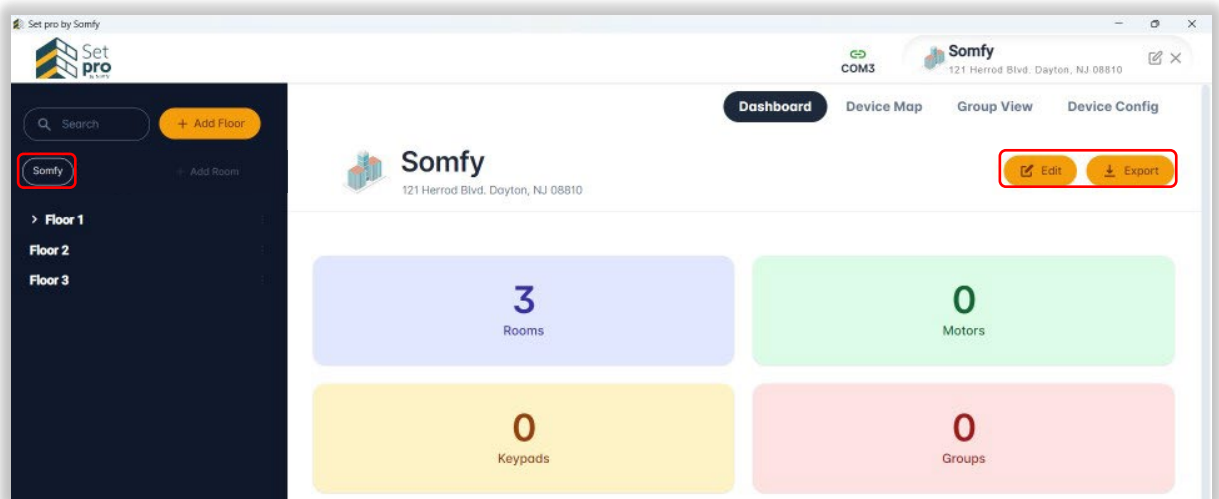 Set pro by Somfy
Set
pro
COM3
Somfy
121 Herrod Blvd. Dayton, NJ 08810
Search
+ Add Floor
Dashboard
Device Map
Group View
Device Config
Somfy
+ Add Room
Somfy
121 Herrod Blvd. Dayton, NJ 08810
Edit
Export
> Floor 1
Floor 2
Floor 3
3
Rooms
0
Motors
0
Keypads
0
Groups